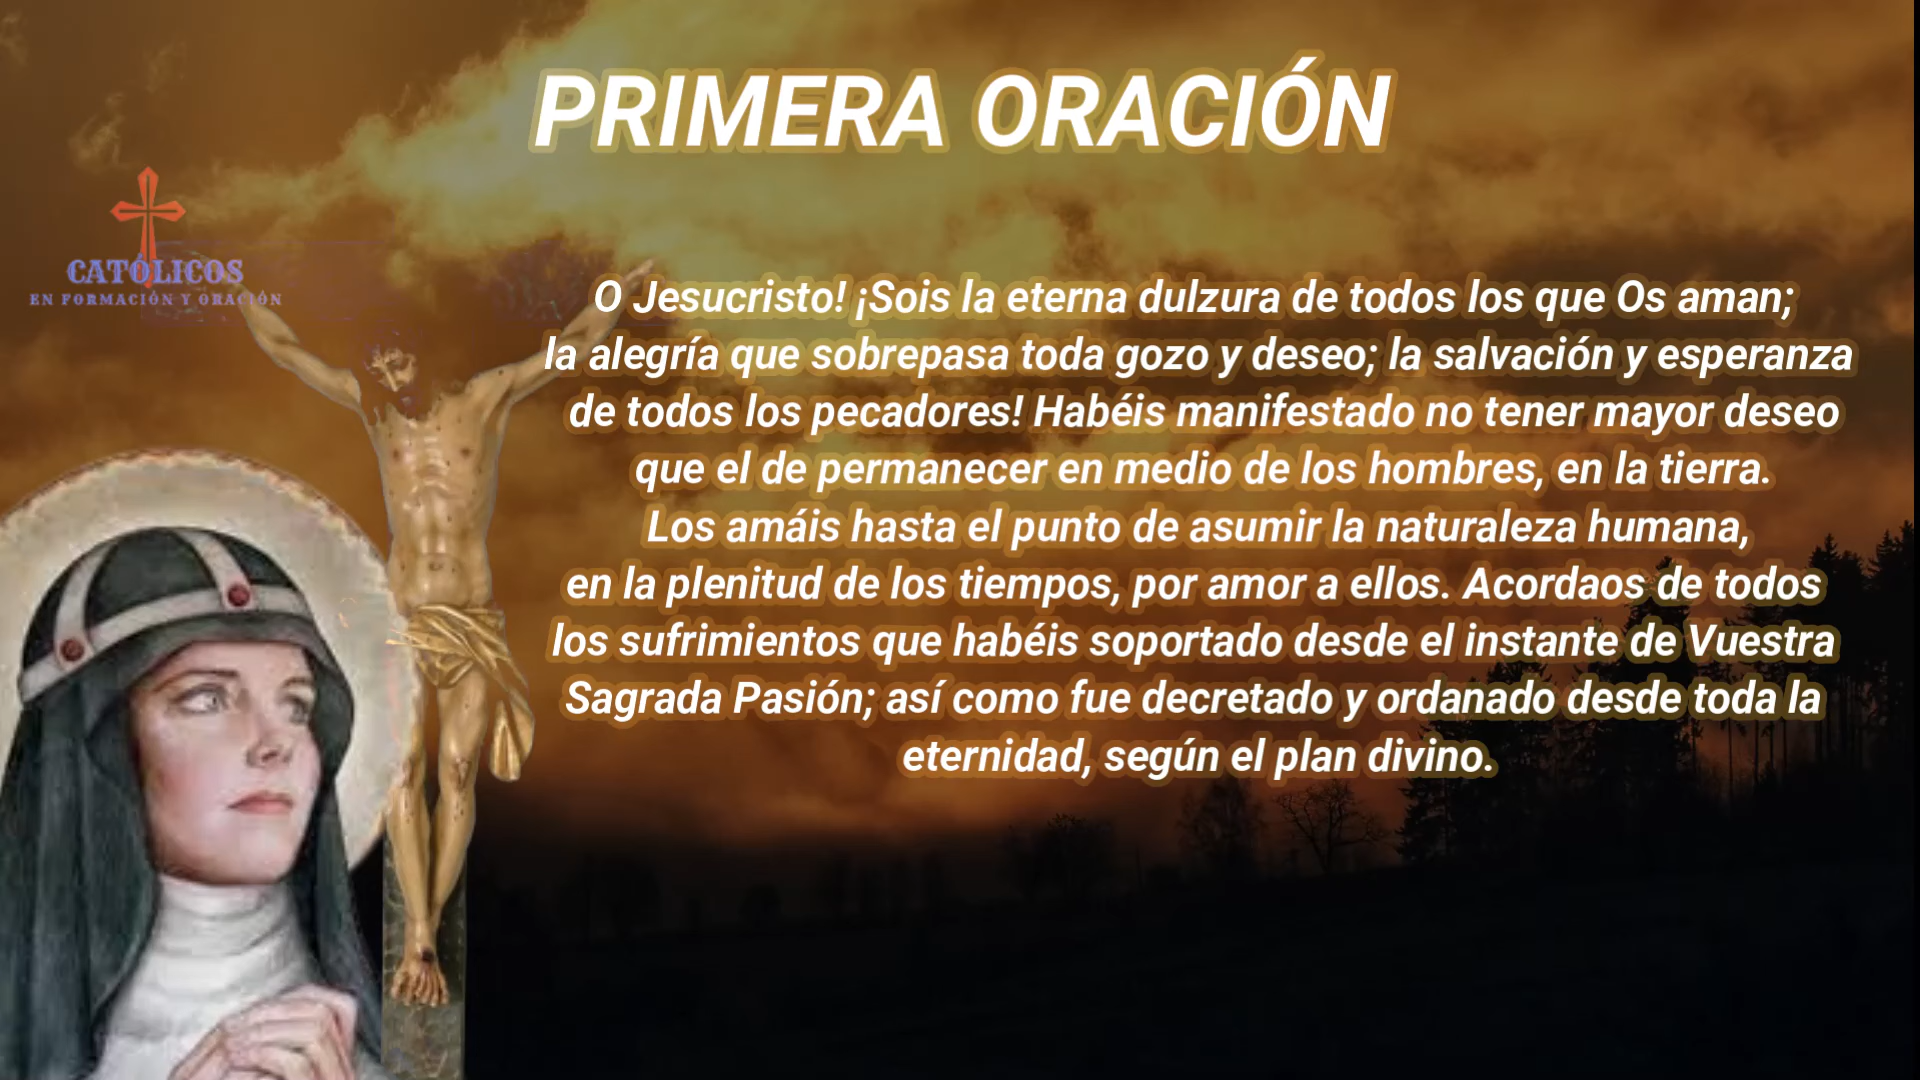 PRIMERA ORACIÓN
CATÓLICOS
EN FORMACIÓN Y ORACIÓN
O Jesucristo! ¡Sois la eterna dulzura de todos los que Os aman;
la alegría que sobrepasa toda gozo y deseo; la salvación y esperanza
de todos los pecadores! Habéis manifestado no tener mayor deseo
que el de permanecer en medio de los hombres, en la tierra.
Los amáis hasta el punto de asumir la naturaleza humana,
en la plenitud de los tiempos, por amor a ellos. Acordaos de todos
los sufrimientos que habéis soportado desde el instante de Vuestra
Sagrada Pasión; así como fue decretado y ordanado desde toda la
eternidad, según el plan divino.